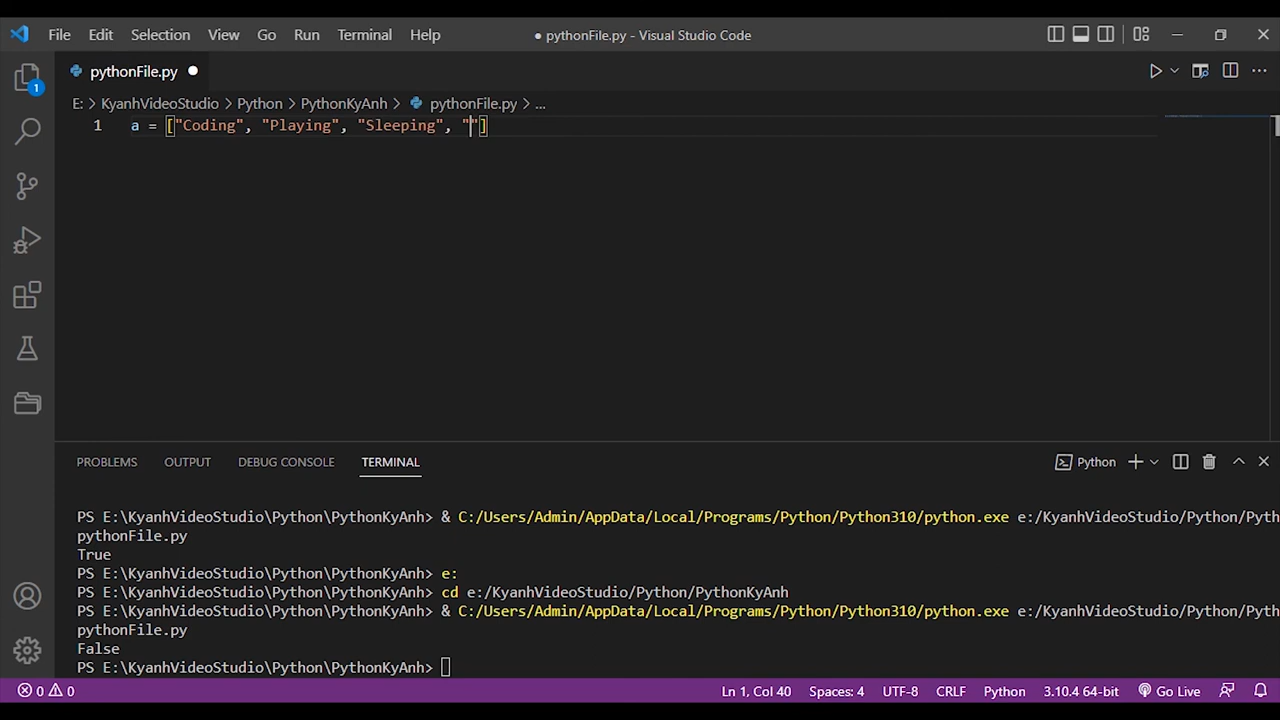 File Edit Selection View Go Run Terminal Help ● pythonFile.py - Visual Studio Code
pythonFile.py ●
1
E: > KyanhVideoStudio > Python > PythonKyAnh > pythonFile.py > ...
1 a = ["Coding", "Playing", "Sleeping", ""]
PROBLEMS OUTPUT DEBUG CONSOLE TERMINAL Python
PS E:\KyanhVideoStudio\Python\PythonKyAnh> & C:/Users/Admin/AppData/Local/Programs/Python/Python310/python.exe e:/KyanhVideoStudio/Python/Pyth
pythonFile.py
True
PS E:\KyanhVideoStudio\Python\PythonKyAnh> e:
PS E:\KyanhVideoStudio\Python\PythonKyAnh> cd e:/KyanhVideoStudio/Python/PythonKyAnh
PS E:\KyanhVideoStudio\Python\PythonKyAnh> & C:/Users/Admin/AppData/Local/Programs/Python/Python310/python.exe e:/KyanhVideoStudio/Python/Pyth
pythonFile.py
False
PS E:\KyanhVideoStudio\Python\PythonKyAnh>
0 0 Ln 1, Col 40 Spaces: 4 UTF-8 CRLF Python 3.10.4 64-bit Go Live